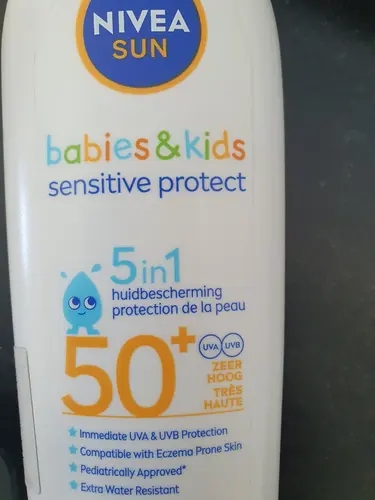 NIVEA
SUN
babies&kids
sensitive protect
5in1
huidbescherming
protection de la peau
50+
UVA UVB
ZEER
HOOG
TRÈS
HAUTE
Immediate UVA & UVB Protection
Compatible with Eczema Prone Skin
Pediatrically Approved*
Extra Water Resistant